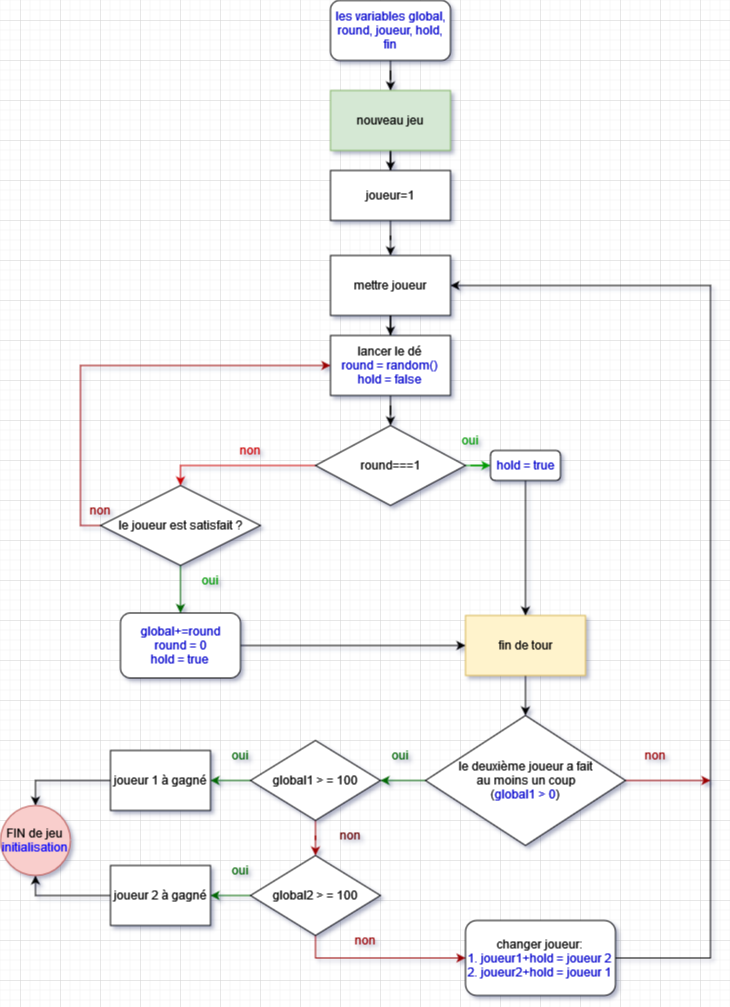 les variables global,
round, joueur, hold,
fin
nouveau jeu
joueur=1
mettre joueur
lancer le dé
round = random()
hold = false
round===1
oui
hold = true
non
le joueur est satisfait ?
non
oui
global+=round
round = 0
hold = true
fin de tour
le deuxième joueur a fait
au moins un coup
(global1 > 0)
non
oui
global1 > = 100
oui
joueur 1 à gagné
non
FIN de jeu
initialisation
global2 > = 100
oui
joueur 2 à gagné
non
changer joueur:
1. joueur1+hold = joueur 2
2. joueur2+hold = joueur 1